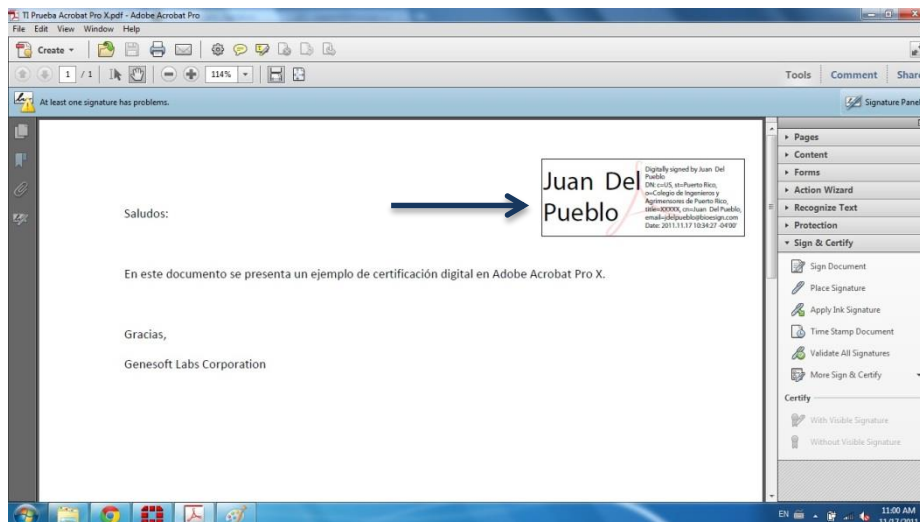 TI Prueba Acrobat Pro X.pdf - Adobe Acrobat Pro
File Edit View Window Help
Create
1 / 1 114% Tools Comment Share
At least one signature has problems. Signature Panel
Pages
Content
Forms
Action Wizard
Recognize Text
Protection
Sign & Certify
Sign Document
Place Signature
Apply Ink Signature
Time Stamp Document
Validate All Signatures
More Sign & Certify
Certify
With Visible Signature
Without Visible Signature
Juan Del
Pueblo
Digitally signed by Juan Del
Pueblo
DN: c=US, st=Puerto Rico,
o=Colegio de Ingenieros y
Agrimensores de Puerto Rico,
title=XXXXX, cn=Juan Del Pueblo,
email=jdelpueblo@bioesign.com
Date: 2011.11.17 10:34:27 -04'00'
Saludos:
En este documento se presenta un ejemplo de certificación digital en Adobe Acrobat Pro X.
Gracias,
Genesoft Labs Corporation
EN 11:00 AM